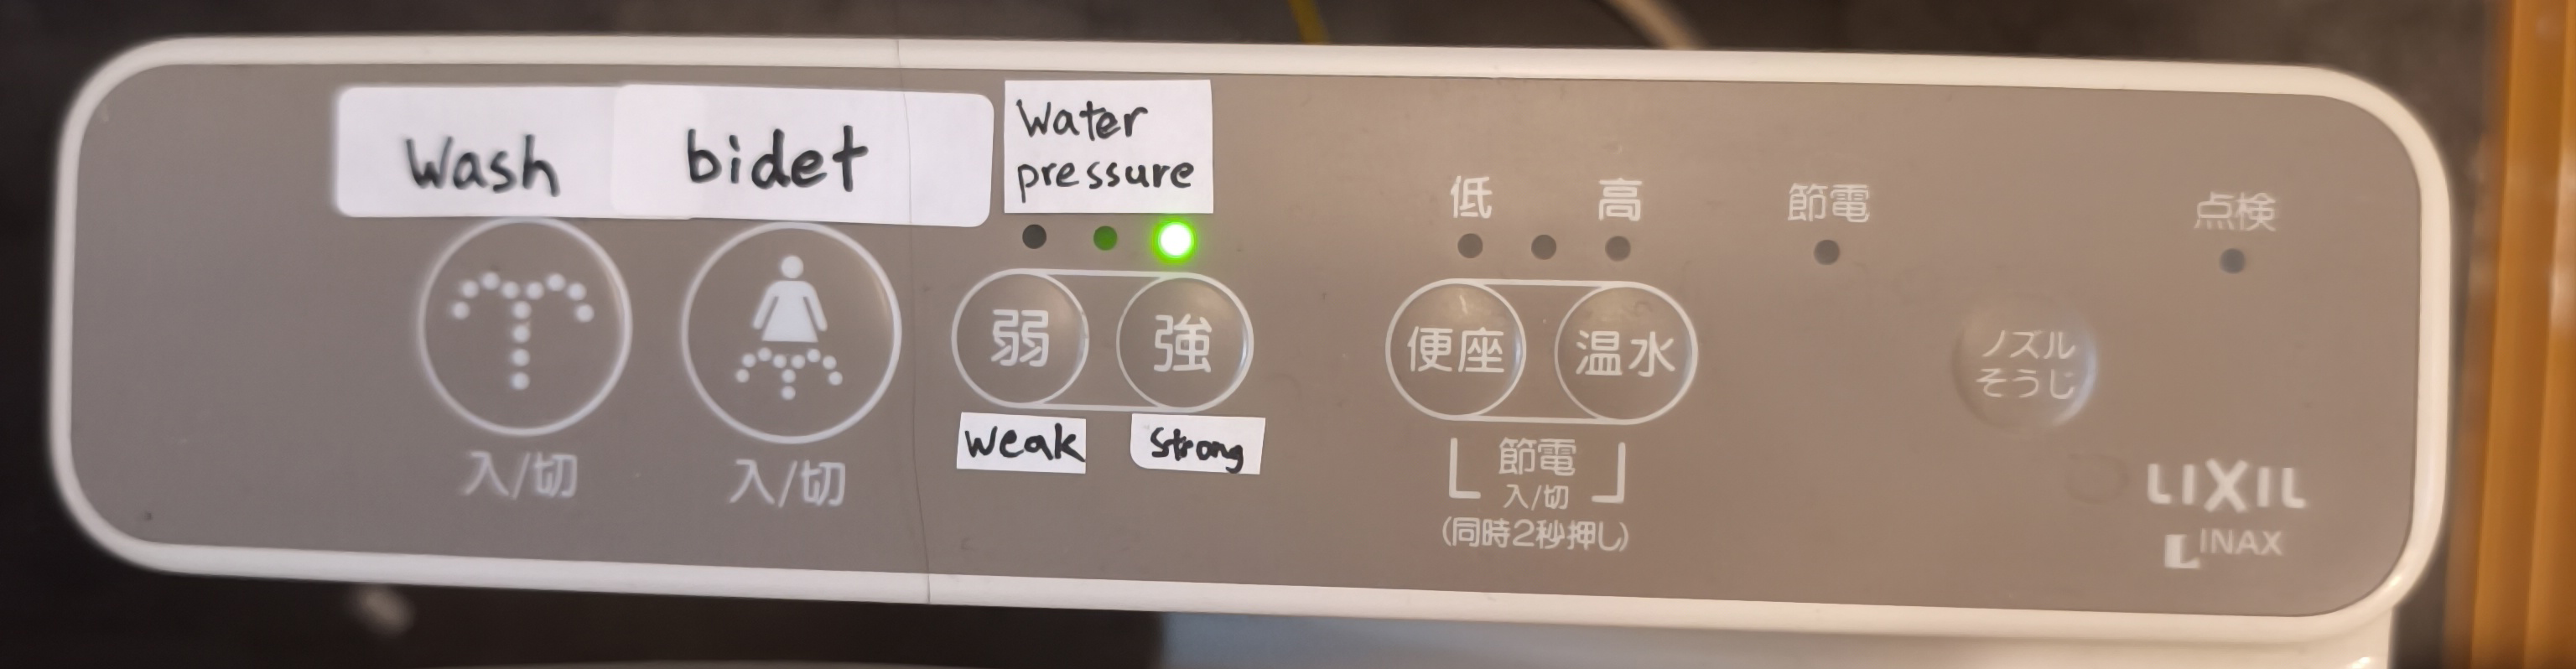 Wash
bidet
Water
pressure
低
高
節電
点検
弱
強
便座
温水
ノズル
そうじ
入/切
入/切
Weak
Strong
節電
入/切
(同時2秒押し)
LIXIL
INAX